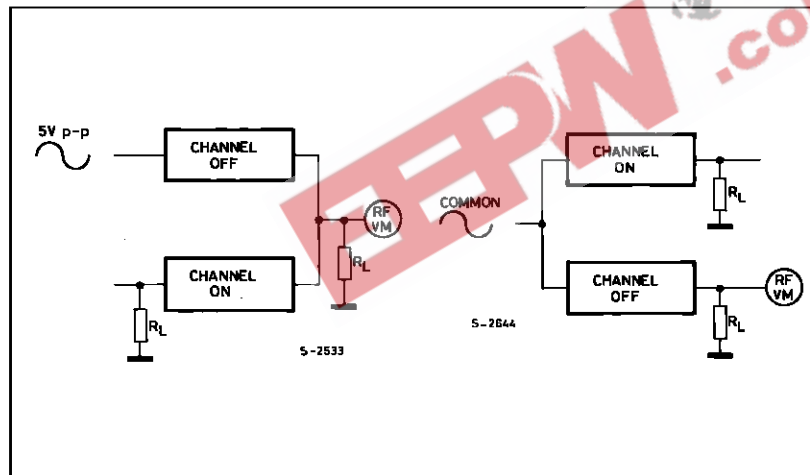 5V p-p
CHANNEL
OFF
RF
VM
RL
CHANNEL
ON
RL
S-2533
COMMON
CHANNEL
ON
RL
CHANNEL
OFF
RF
VM
RL
S-2644
EEPW
.co